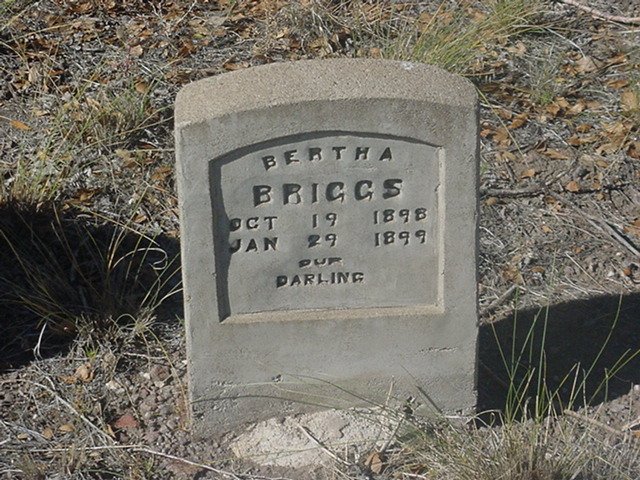 BERTHA
BRIGGS
OCT 19 1898
JAN 29 1899
OUR
DARLING